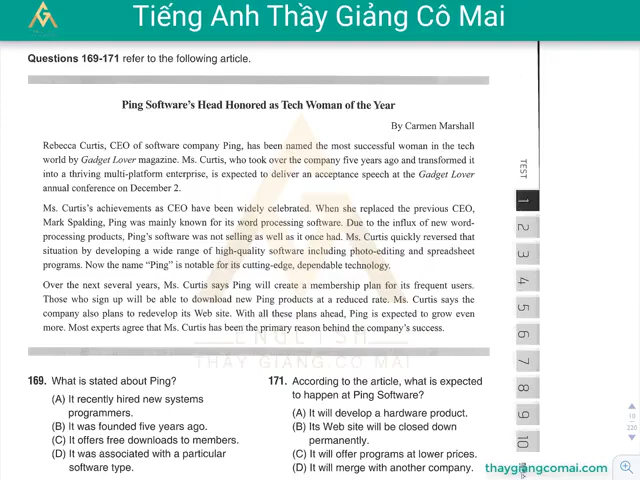 Tiếng Anh Thầy Giảng Cô Mai
Questions 169-171 refer to the following article.
Ping Software's Head Honored as Tech Woman of the Year
By Carmen Marshall
Rebecca Curtis, CEO of software company Ping, has been named the most successful woman in the tech
world by Gadget Lover magazine. Ms. Curtis, who took over the company five years ago and transformed it
into a thriving multi-platform enterprise, is expected to deliver an acceptance speech at the Gadget Lover
annual conference on December 2.
Ms. Curtis's achievements as CEO have been widely celebrated. When she replaced the previous CEO,
Mark Spalding, Ping was mainly known for its word processing software. Due to the influx of new word-
processing products, Ping's software was not selling as well as it once had. Ms. Curtis quickly reversed that
situation by developing a wide range of high-quality software including photo-editing and spreadsheet
programs. Now the name "Ping" is notable for its cutting-edge, dependable technology.
Over the next several years, Ms. Curtis says Ping will create a membership plan for its frequent users.
Those who sign up will be able to download new Ping products at a reduced rate. Ms. Curtis says the
company also plans to redevelop its Web site. With all these plans ahead, Ping is expected to grow even
more. Most experts agree that Ms. Curtis has been the primary reason behind the company's success.
ENGLISH
THẦY GIẢNG CÔ MAI
169. What is stated about Ping?
(A) It recently hired new systems
programmers.
(B) It was founded five years ago.
(C) It offers free downloads to members.
(D) It was associated with a particular
software type.
171. According to the article, what is expected
to happen at Ping Software?
(A) It will develop a hardware product.
(B) Its Web site will be closed down
permanently.
(C) It will offer programs at lower prices.
(D) It will merge with another company.
TEST
1
2
3
4
5
6
7
8
9
10
220
thaygiangcomai.com